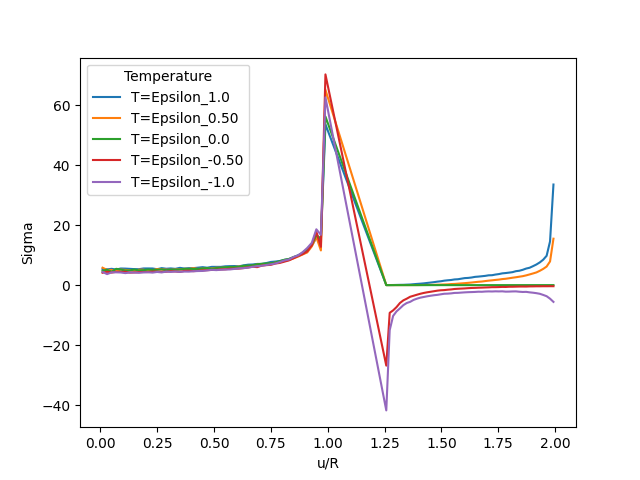 Temperature
T=Epsilon_1.0
T=Epsilon_0.50
T=Epsilon_0.0
T=Epsilon_-0.50
T=Epsilon_-1.0
60
40
20
0
−20
−40
Sigma
0.00 0.25 0.50 0.75 1.00 1.25 1.50 1.75 2.00
u/R